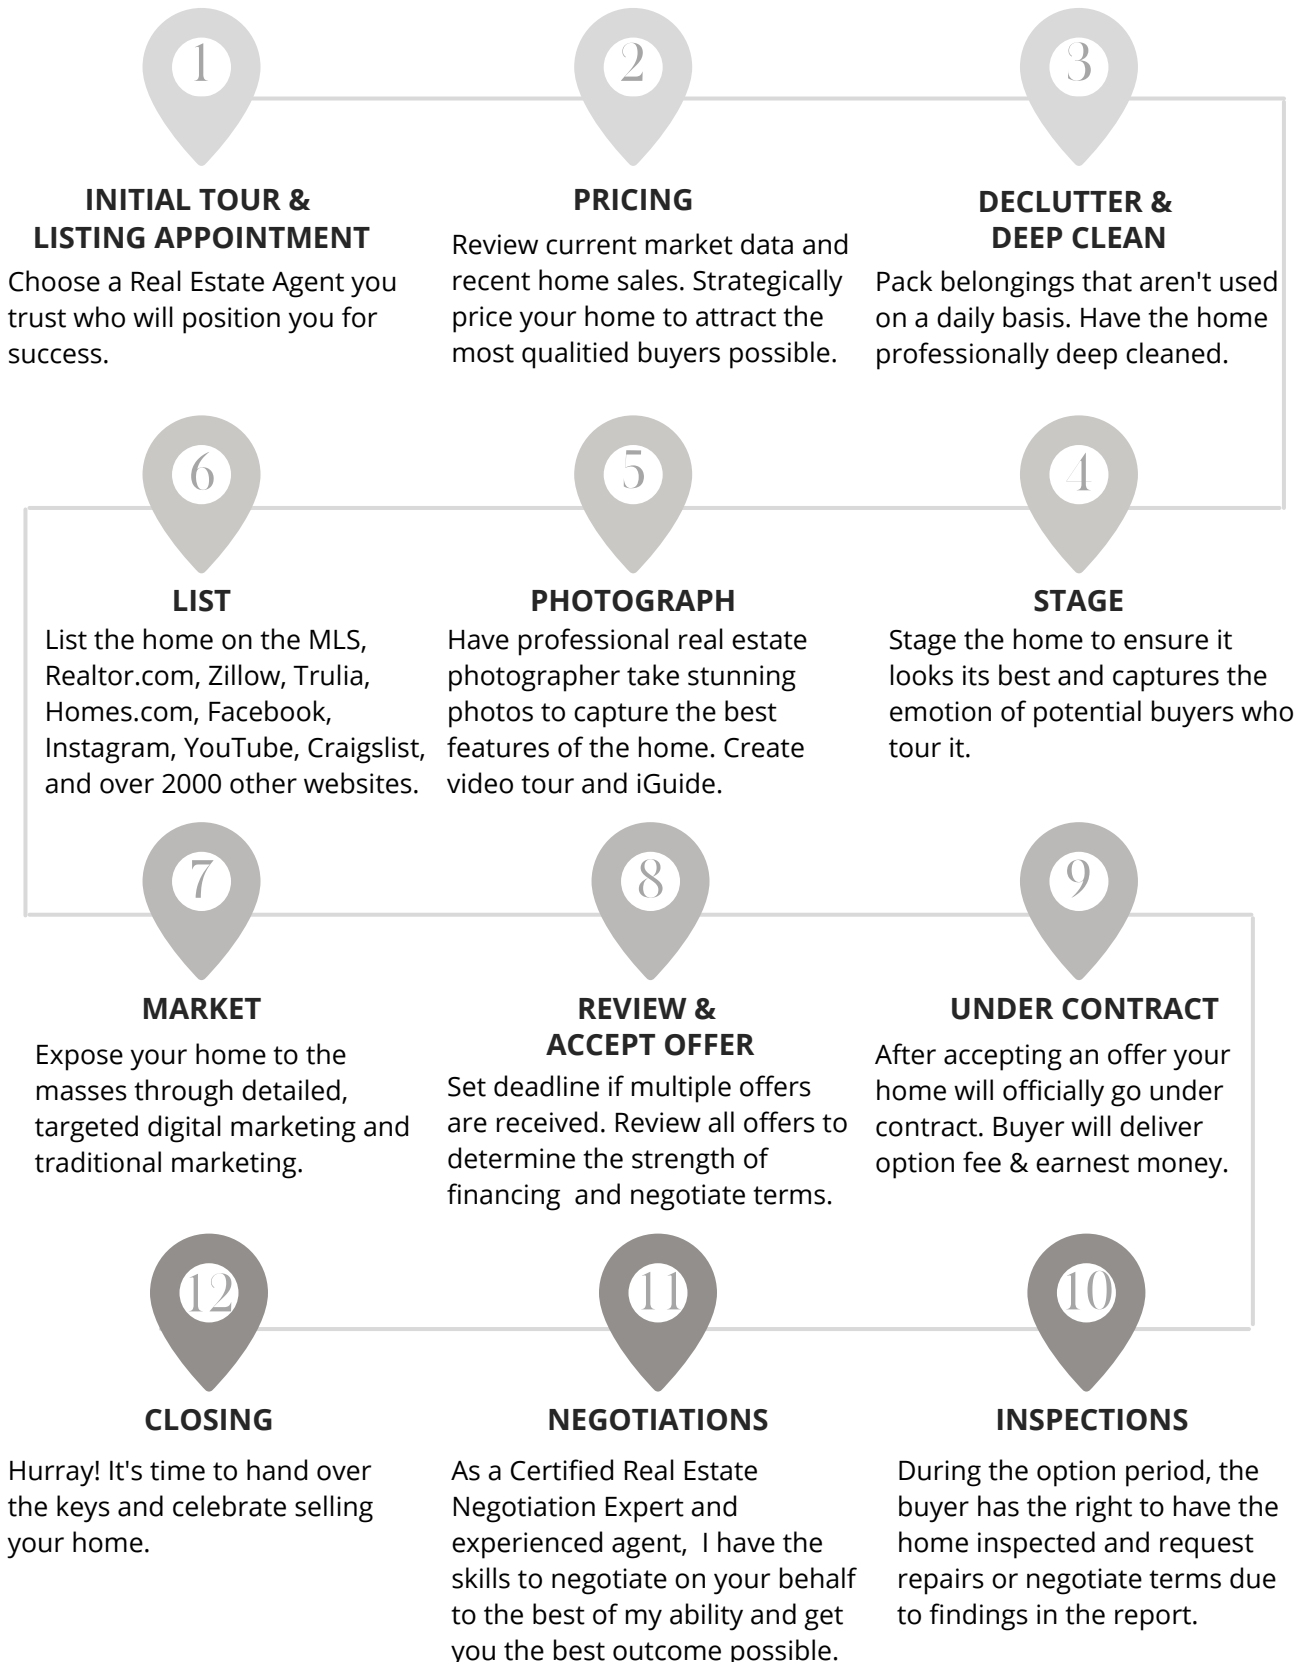 1
INITIAL TOUR &
LISTING APPOINTMENT
Choose a Real Estate Agent you
trust who will position you for
success.
2
PRICING
Review current market data and
recent home sales. Strategically
price your home to attract the
most qualitied buyers possible.
3
DECLUTTER &
DEEP CLEAN
Pack belongings that aren't used
on a daily basis. Have the home
professionally deep cleaned.
4
STAGE
Stage the home to ensure it
looks its best and captures the
emotion of potential buyers who
tour it.
5
PHOTOGRAPH
Have professional real estate
photographer take stunning
photos to capture the best
features of the home. Create
video tour and iGuide.
6
LIST
List the home on the MLS,
Realtor.com, Zillow, Trulia,
Homes.com, Facebook,
Instagram, YouTube, Craigslist,
and over 2000 other websites.
7
MARKET
Expose your home to the
masses through detailed,
targeted digital marketing and
traditional marketing.
8
REVIEW &
ACCEPT OFFER
Set deadline if multiple offers
are received. Review all offers to
determine the strength of
financing  and negotiate terms.
9
UNDER CONTRACT
After accepting an offer your
home will officially go under
contract. Buyer will deliver
option fee & earnest money.
10
INSPECTIONS
During the option period, the
buyer has the right to have the
home inspected and request
repairs or negotiate terms due
to findings in the report.
11
NEGOTIATIONS
As a Certified Real Estate
Negotiation Expert and
experienced agent,  I have the
skills to negotiate on your behalf
to the best of my ability and get
you the best outcome possible.
12
CLOSING
Hurray! It's time to hand over
the keys and celebrate selling
your home.